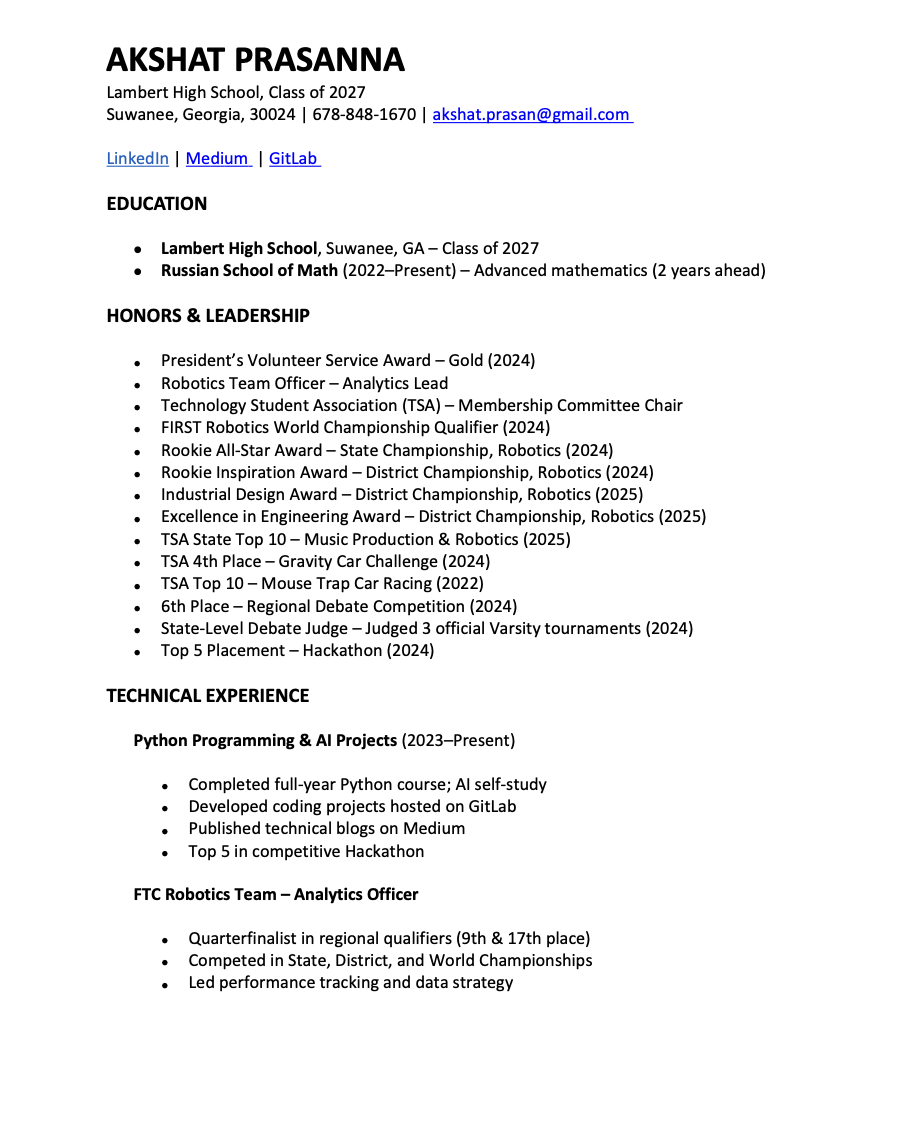 AKSHAT PRASANNA
Lambert High School, Class of 2027
Suwanee, Georgia, 30024 | 678-848-1670 | akshat.prasan@gmail.com
LinkedIn | Medium | GitLab
EDUCATION
● Lambert High School, Suwanee, GA – Class of 2027
● Russian School of Math (2022–Present) – Advanced mathematics (2 years ahead)
HONORS & LEADERSHIP
● President’s Volunteer Service Award – Gold (2024)
● Robotics Team Officer – Analytics Lead
● Technology Student Association (TSA) – Membership Committee Chair
● FIRST Robotics World Championship Qualifier (2024)
● Rookie All-Star Award – State Championship, Robotics (2024)
● Rookie Inspiration Award – District Championship, Robotics (2024)
● Industrial Design Award – District Championship, Robotics (2025)
● Excellence in Engineering Award – District Championship, Robotics (2025)
● TSA State Top 10 – Music Production & Robotics (2025)
● TSA 4th Place – Gravity Car Challenge (2024)
● TSA Top 10 – Mouse Trap Car Racing (2022)
● 6th Place – Regional Debate Competition (2024)
● State-Level Debate Judge – Judged 3 official Varsity tournaments (2024)
● Top 5 Placement – Hackathon (2024)
TECHNICAL EXPERIENCE
Python Programming & AI Projects (2023–Present)
● Completed full-year Python course; AI self-study
● Developed coding projects hosted on GitLab
● Published technical blogs on Medium
● Top 5 in competitive Hackathon
FTC Robotics Team – Analytics Officer
● Quarterfinalist in regional qualifiers (9th & 17th place)
● Competed in State, District, and World Championships
● Led performance tracking and data strategy